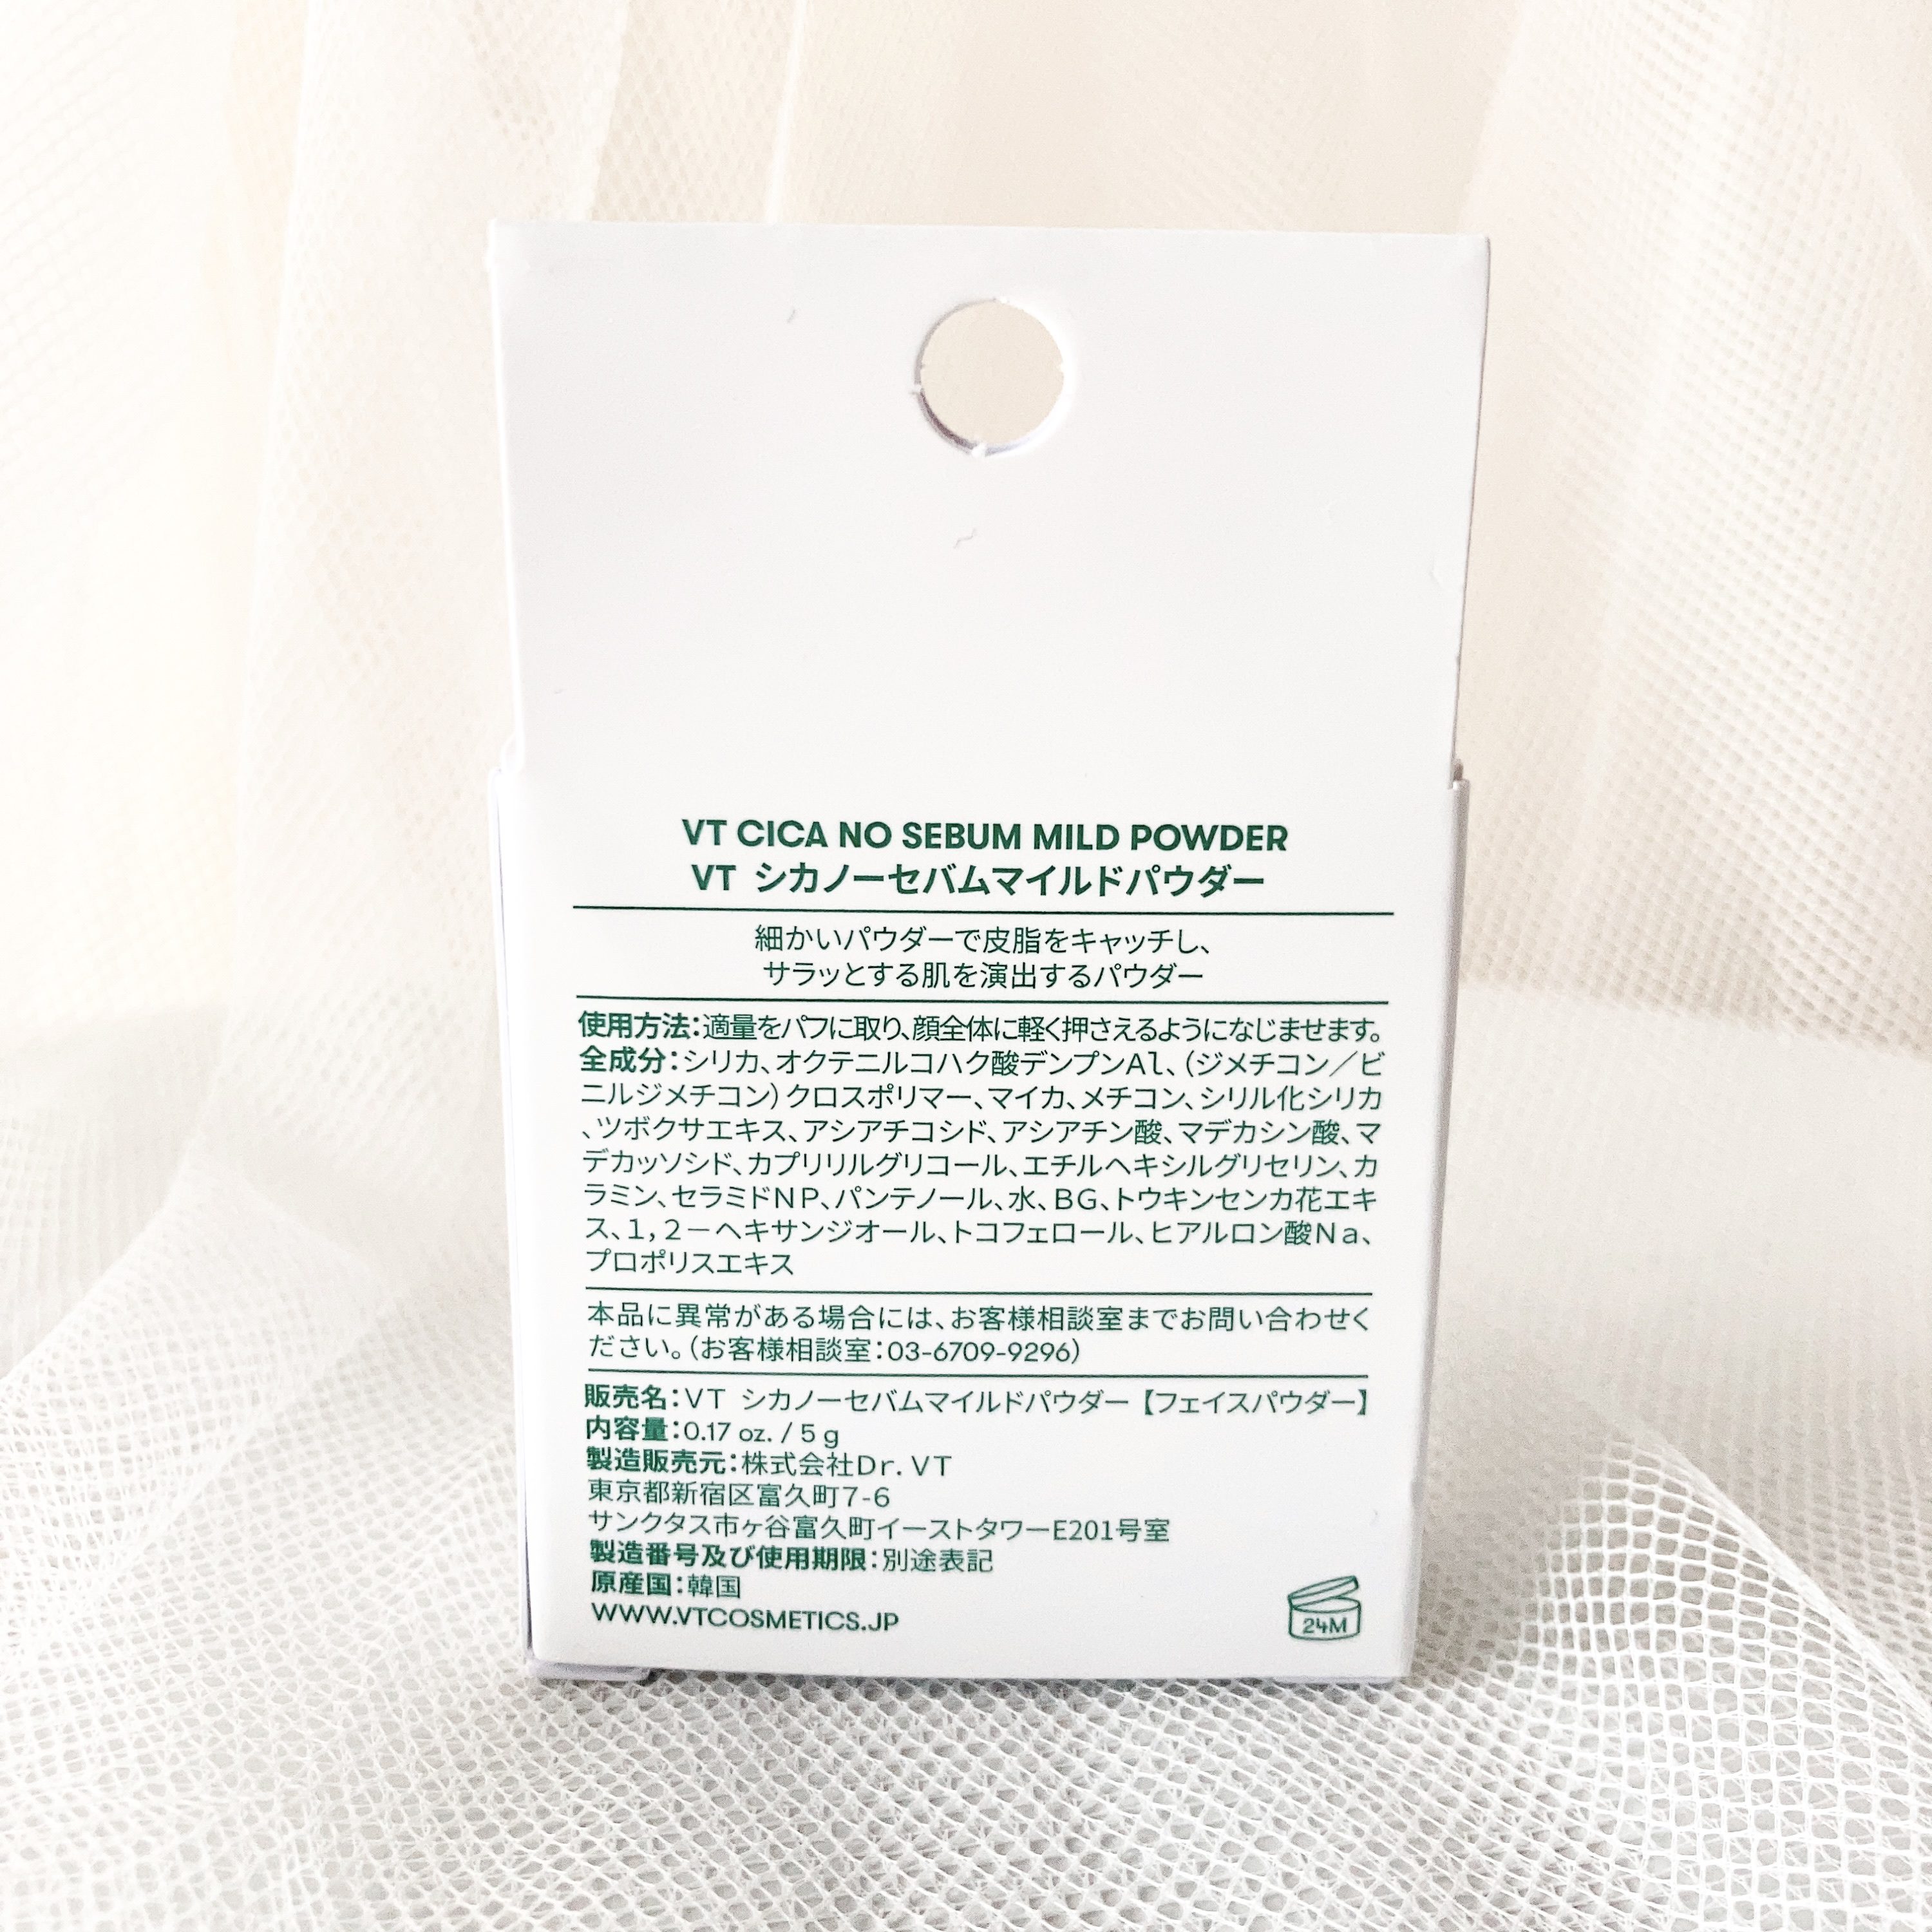 VT CICA NO SEBUM MILD POWDER
VT シカノーセバムマイルドパウダー
細かいパウダーで皮脂をキャッチし、
サラッとする肌を演出するパウダー
使用方法:適量をパフに取り、顔全体に軽く押さえるようになじませます。
全成分:シリカ、オクテニルコハク酸デンプンAl、(ジメチコン／ビ
ニルジメチコン)クロスポリマー、マイカ、メチコン、シリル化シリカ
、ツボクサエキス、アシアチコシド、アシアチン酸、マデカシン酸、マ
デカッソシド、カプリリルグリコール、エチルヘキシルグリセリン、カ
ラミン、セラミドNP、パンテノール、水、BG、トウキンセンカ花エキ
ス、1,2－ヘキサンジオール、トコフェロール、ヒアルロン酸Na、
プロポリスエキス
本品に異常がある場合には、お客様相談室までお問い合わせく
ださい。(お客様相談室:03-6709-9296)
販売名:VT シカノーセバムマイルドパウダー【フェイスパウダー】
内容量:0.17 oz. / 5 g
製造販売元:株式会社Dr.VT
東京都新宿区富久町7-6
サンクタス市ヶ谷富久町イーストタワーE201号室
製造番号及び使用期限:別途表記
原産国:韓国
WWW.VTCOSMETICS.JP
24M